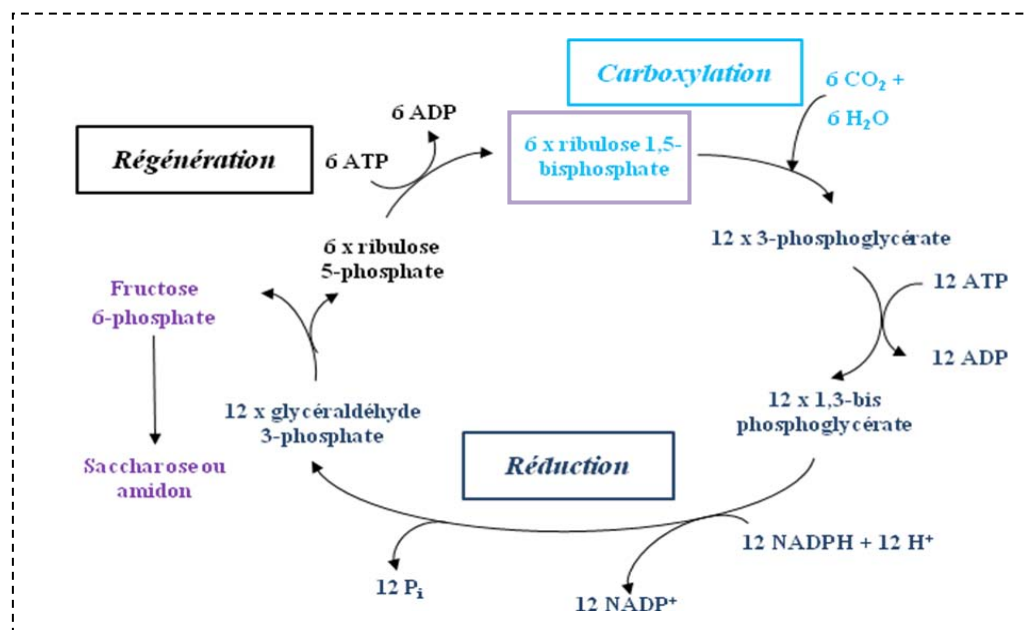 Carboxylation
6 CO₂ +
6 H₂O
6 ADP
Régénération
6 ATP
6 x ribulose 1,5-
bisphosphate
12 x 3-phosphoglycérate
6 x ribulose
5-phosphate
Fructose
6-phosphate
12 ATP
12 ADP
12 x 1,3-bis
phosphoglycérate
12 x glycéraldéhyde
3-phosphate
Réduction
Saccharose ou
amidon
12 NADPH + 12 H⁺
12 Pᵢ
12 NADP⁺